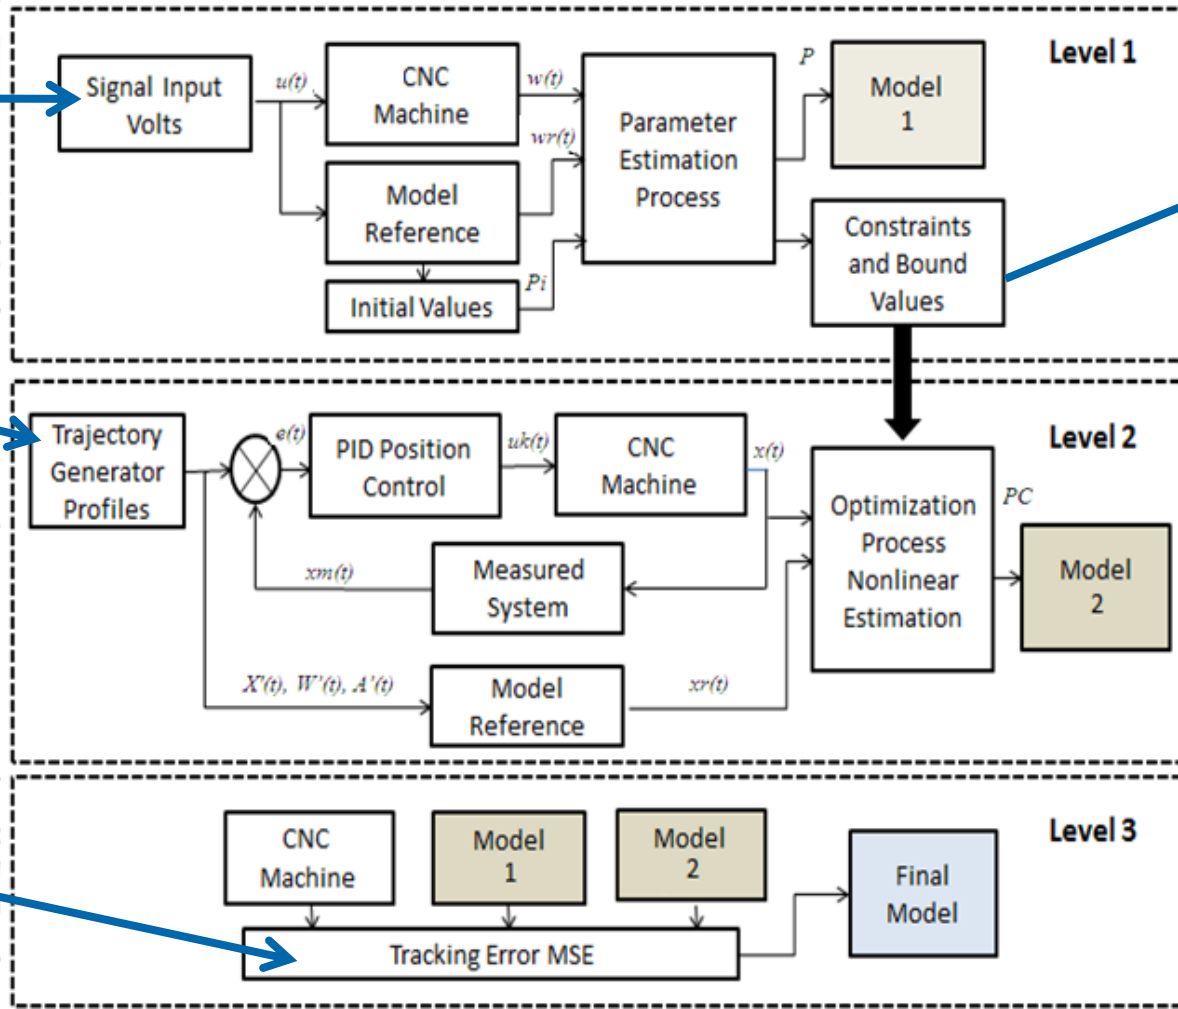 Level 1
Signal Input
Volts
u(t)
CNC
Machine
w(t)
wr(t)
Model
Reference
Initial Values
Pi
Parameter
Estimation
Process
P
Model
1
Constraints
and Bound
Values
Level 2
Trajectory
Generator
Profiles
e(t)
PID Position
Control
uk(t)
CNC
Machine
x(t)
xm(t)
Measured
System
X'(t), W'(t), A'(t)
Model
Reference
xr(t)
Optimization
Process
Nonlinear
Estimation
PC
Model
2
Level 3
CNC
Machine
Model
1
Model
2
Tracking Error MSE
Final
Model